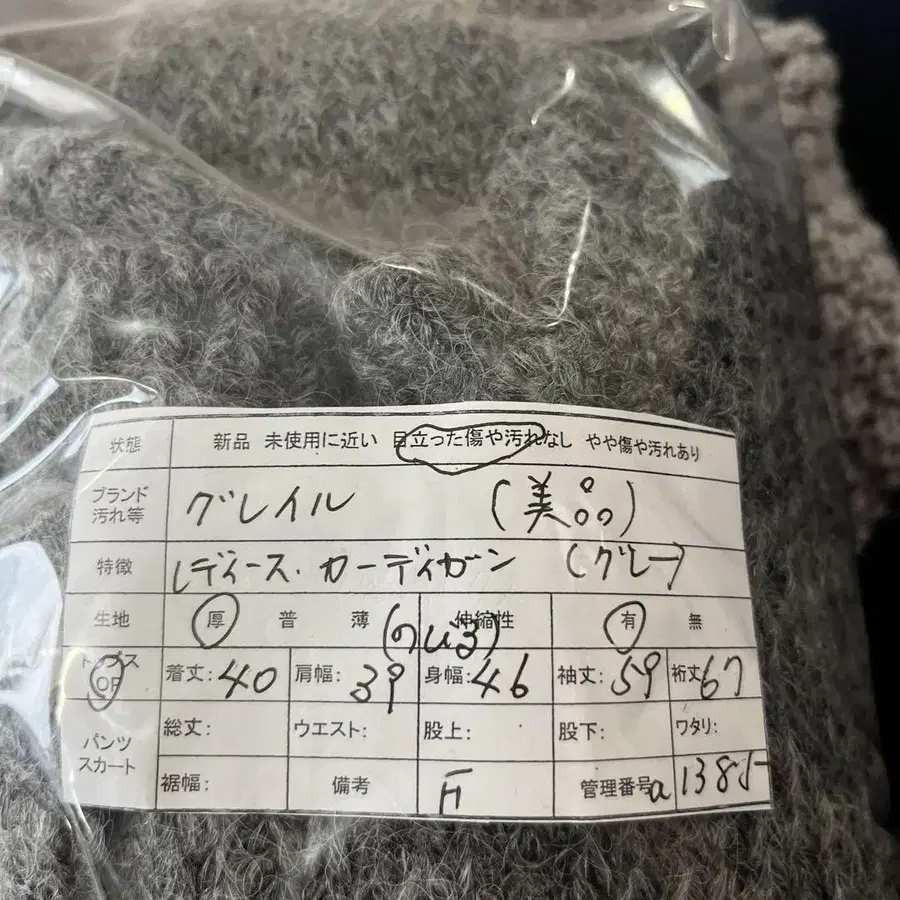 状態 新品 未使用に近い 目立った傷や汚れなし やや傷や汚れあり
ブランド 汚れ等 グレイル (美品)
特徴 レディース・カーディガン (グレー)
生地 厚 普 薄 (のびる) 伸縮性 有 無
トップス OP 着丈:40 肩幅:39 身幅:46 袖丈:59 裄丈67
パンツ スカート 総丈: ウエスト: 股上: 股下: ワタリ:
裾幅: 備考 管理番号a 1385